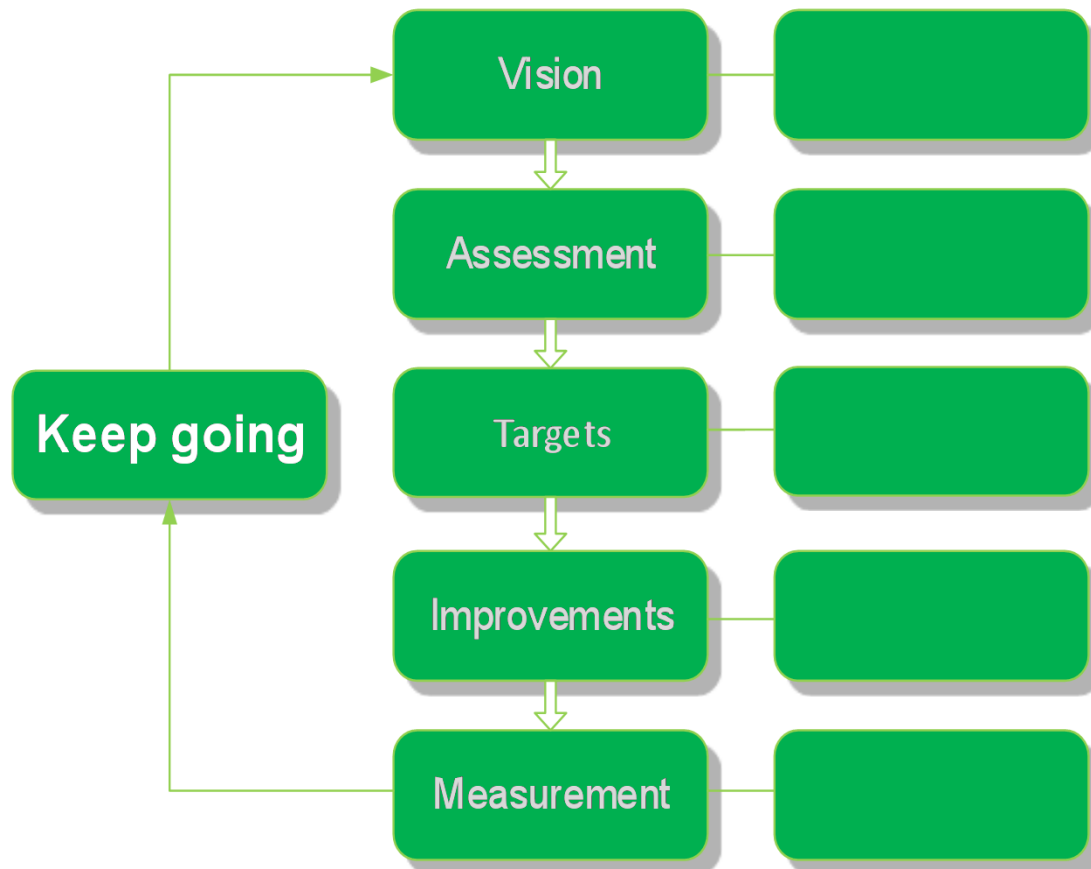 Vision
Assessment
Keep going
Targets
Improvements
Measurement